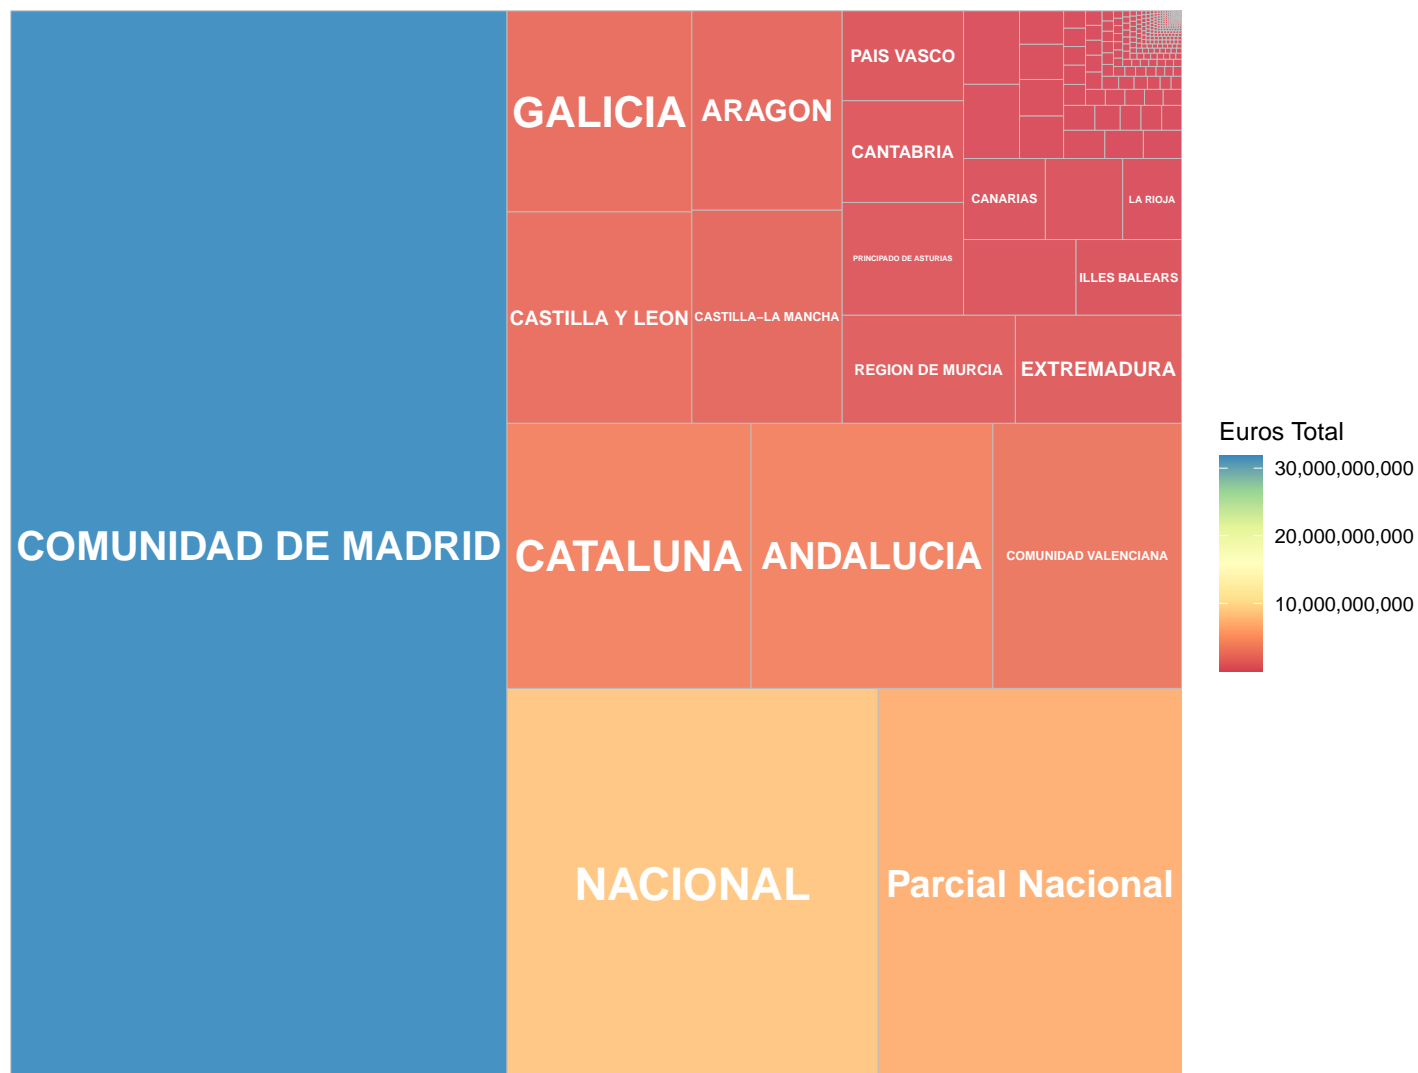 GALICIA
ARAGON
PAIS VASCO
CANTABRIA
CANARIAS
LA RIOJA
PRINCIPADO DE ASTURIAS
ILLES BALEARS
CASTILLA Y LEON
CASTILLA–LA MANCHA
REGION DE MURCIA
EXTREMADURA
COMUNIDAD DE MADRID
CATALUNA
ANDALUCIA
COMUNIDAD VALENCIANA
NACIONAL
Parcial Nacional
Euros Total
30,000,000,000
20,000,000,000
10,000,000,000